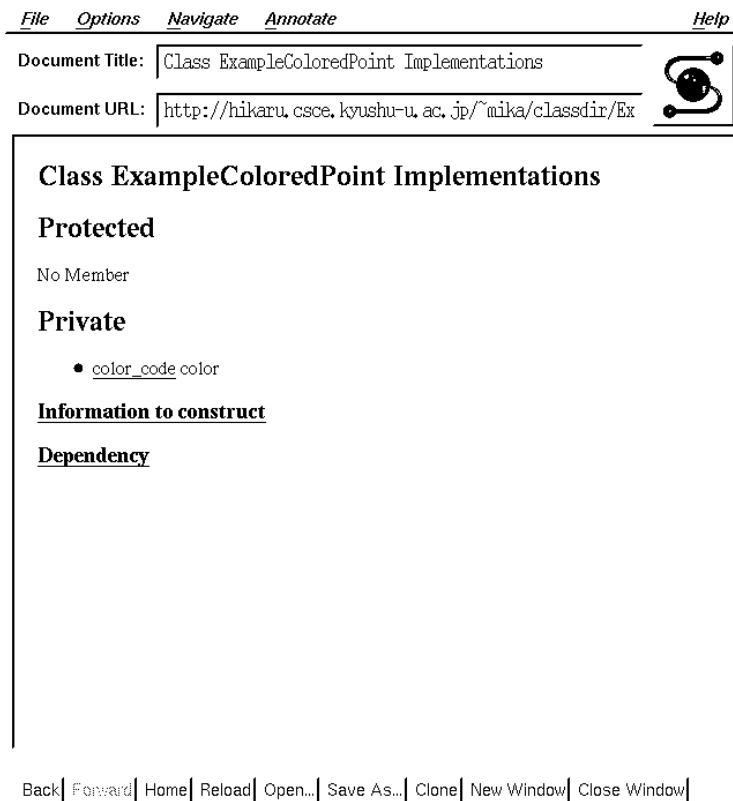 File Options Navigate Annotate Help
Document Title: Class ExampleColoredPoint Implementations
Document URL: http://hikaru.csce.kyushu-u.ac.jp/~mika/classdir/Ex
Class ExampleColoredPoint Implementations
Protected
No Member
Private
color_code color
Information to construct
Dependency
Back Forward Home Reload Open... Save As... Clone New Window Close Window